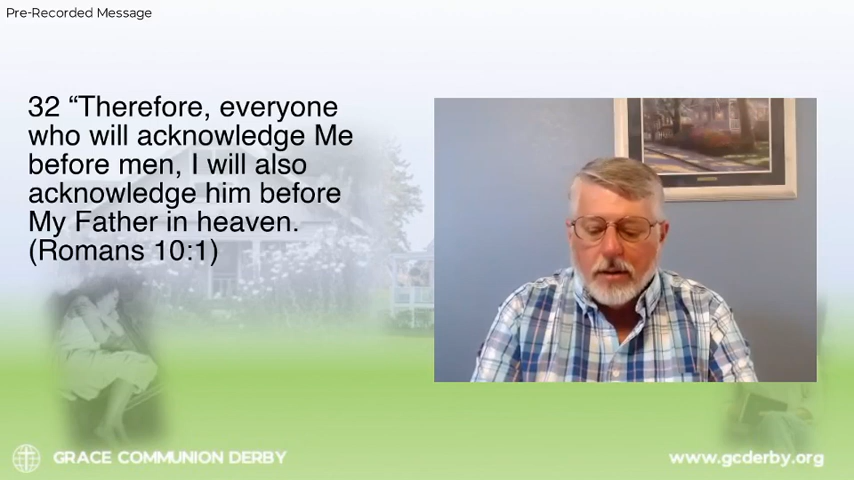 Pre-Recorded Message
32 “Therefore, everyone
who will acknowledge Me
before men, I will also
acknowledge him before
My Father in heaven.
(Romans 10:1)
GRACE COMMUNION DERBY
www.gcderby.org